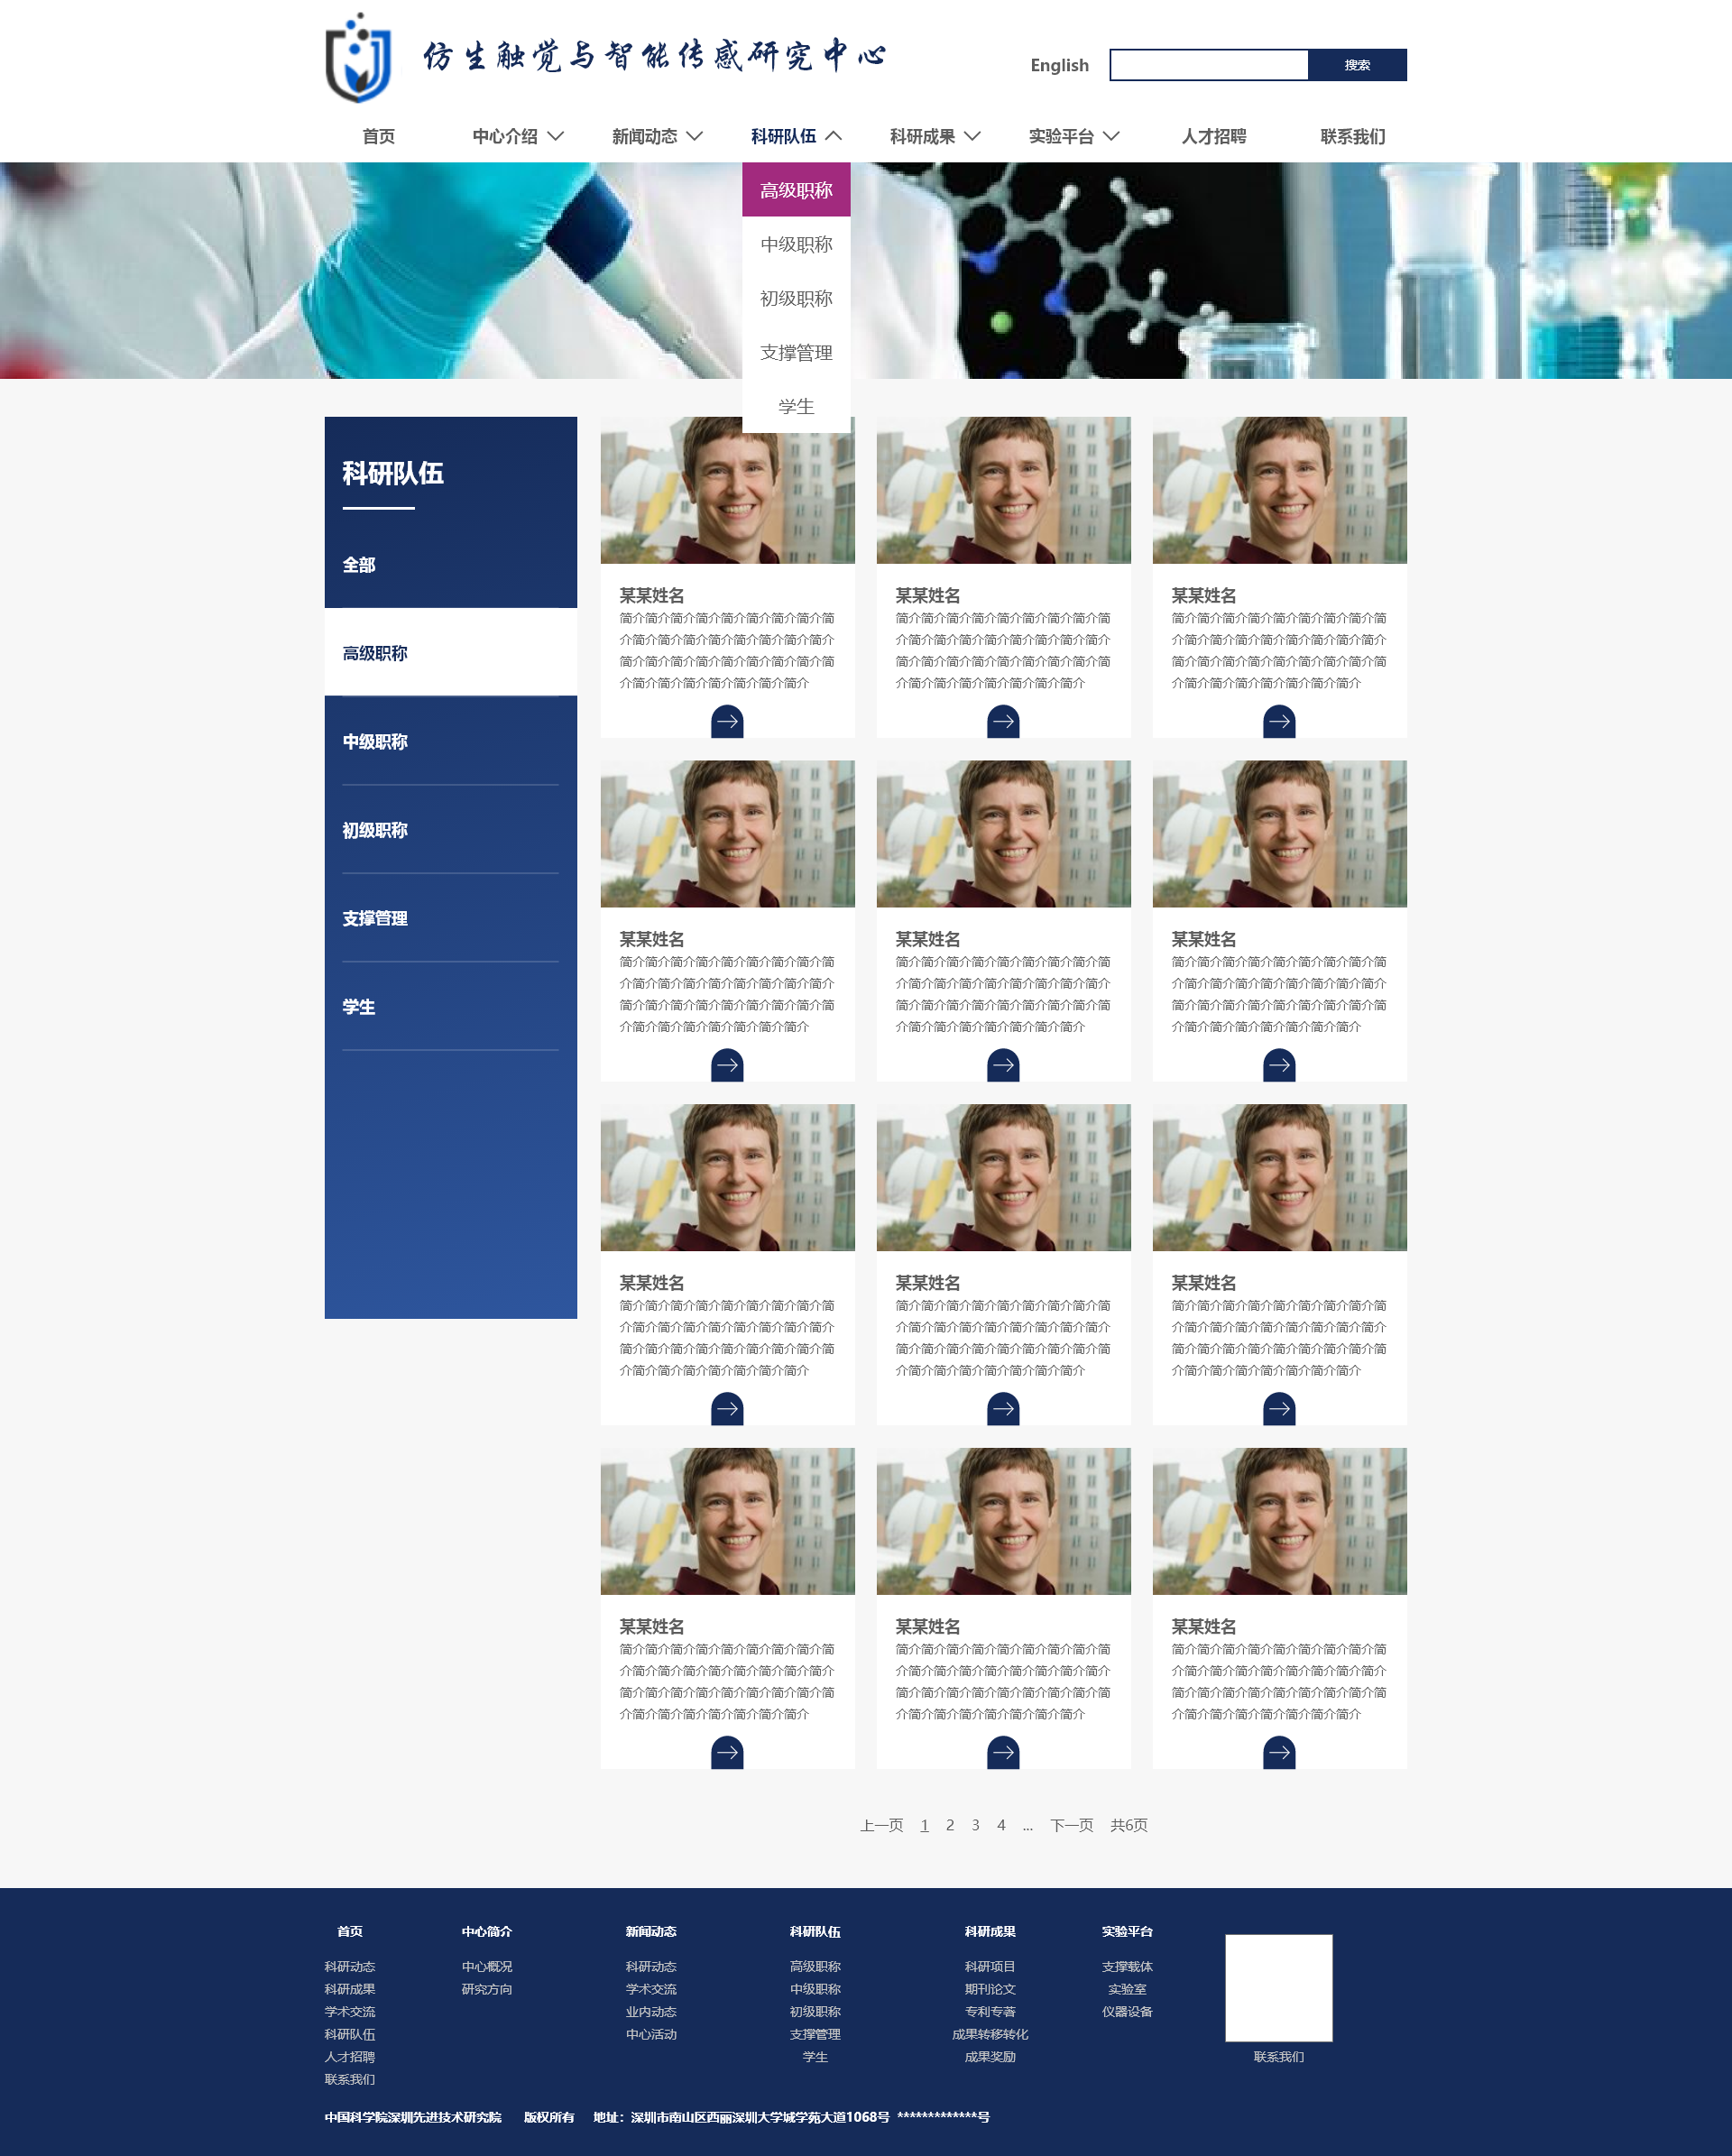 仿生触觉与智能传感研究中心
English
搜索
首页 中心介绍 新闻动态 科研队伍 科研成果 实验平台 人才招聘 联系我们
高级职称
中级职称
初级职称
支撑管理
学生
科研队伍
全部
高级职称
中级职称
初级职称
支撑管理
学生
某某姓名
简介简介简介简介简介简介简介简介简
介简介简介简介简介简介简介简介简介
简介简介简介简介简介简介简介简介简
介简介简介简介简介简介简介简介
某某姓名
简介简介简介简介简介简介简介简介简
介简介简介简介简介简介简介简介简介
简介简介简介简介简介简介简介简介简
介简介简介简介简介简介简介简介
某某姓名
简介简介简介简介简介简介简介简介简
介简介简介简介简介简介简介简介简介
简介简介简介简介简介简介简介简介简
介简介简介简介简介简介简介简介
某某姓名
简介简介简介简介简介简介简介简介简
介简介简介简介简介简介简介简介简介
简介简介简介简介简介简介简介简介简
介简介简介简介简介简介简介简介
某某姓名
简介简介简介简介简介简介简介简介简
介简介简介简介简介简介简介简介简介
简介简介简介简介简介简介简介简介简
介简介简介简介简介简介简介简介
某某姓名
简介简介简介简介简介简介简介简介简
介简介简介简介简介简介简介简介简介
简介简介简介简介简介简介简介简介简
介简介简介简介简介简介简介简介
某某姓名
简介简介简介简介简介简介简介简介简
介简介简介简介简介简介简介简介简介
简介简介简介简介简介简介简介简介简
介简介简介简介简介简介简介简介
某某姓名
简介简介简介简介简介简介简介简介简
介简介简介简介简介简介简介简介简介
简介简介简介简介简介简介简介简介简
介简介简介简介简介简介简介简介
某某姓名
简介简介简介简介简介简介简介简介简
介简介简介简介简介简介简介简介简介
简介简介简介简介简介简介简介简介简
介简介简介简介简介简介简介简介
某某姓名
简介简介简介简介简介简介简介简介简
介简介简介简介简介简介简介简介简介
简介简介简介简介简介简介简介简介简
介简介简介简介简介简介简介简介
某某姓名
简介简介简介简介简介简介简介简介简
介简介简介简介简介简介简介简介简介
简介简介简介简介简介简介简介简介简
介简介简介简介简介简介简介简介
某某姓名
简介简介简介简介简介简介简介简介简
介简介简介简介简介简介简介简介简介
简介简介简介简介简介简介简介简介简
介简介简介简介简介简介简介简介
上一页 1 2 3 4 ... 下一页 共6页
首页
科研动态
科研成果
学术交流
科研队伍
人才招聘
联系我们
中心简介
中心概况
研究方向
新闻动态
科研动态
学术交流
业内动态
中心活动
科研队伍
高级职称
中级职称
初级职称
支撑管理
学生
科研成果
科研项目
期刊论文
专利专著
成果转移转化
成果奖励
实验平台
支撑载体
实验室
仪器设备
联系我们
中国科学院深圳先进技术研究院 版权所有 地址：深圳市南山区西丽深圳大学城学苑大道1068号 *************号